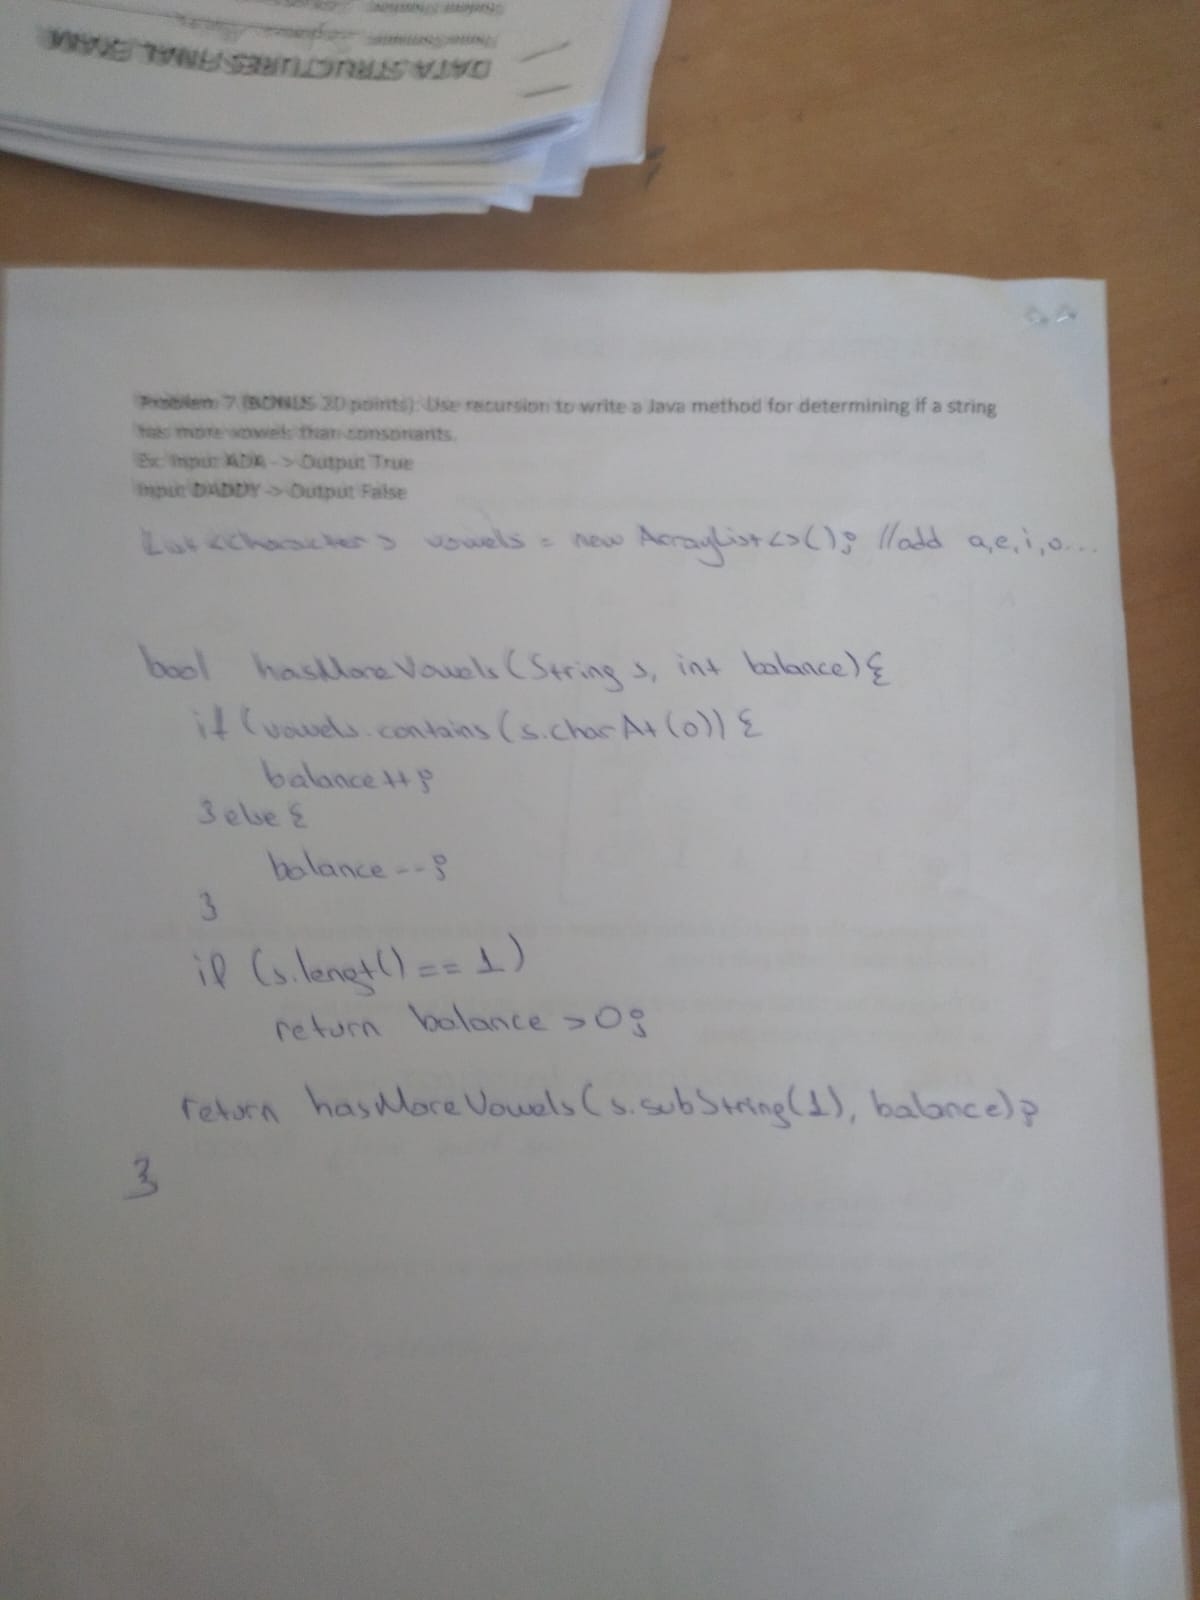 DATA STRUCTURES FINAL EXAM
Problem 7 (BONUS 20 points): Use recursion to write a Java method for determining if a string
has more vowels than consonants.
Ex: Input ADA -> Output True
Input DADDY -> Output False
List<Character> vowels = new ArrayList<>(); //add a,e,i,o...
bool hasMoreVowels(String s, int balance){
if(vowels.contains(s.charAt(0)) {
balance++;
}else{
balance--;
}
if (s.lengt() == 1)
return balance >0;
return hasMoreVowels(s.subString(1), balance);
}